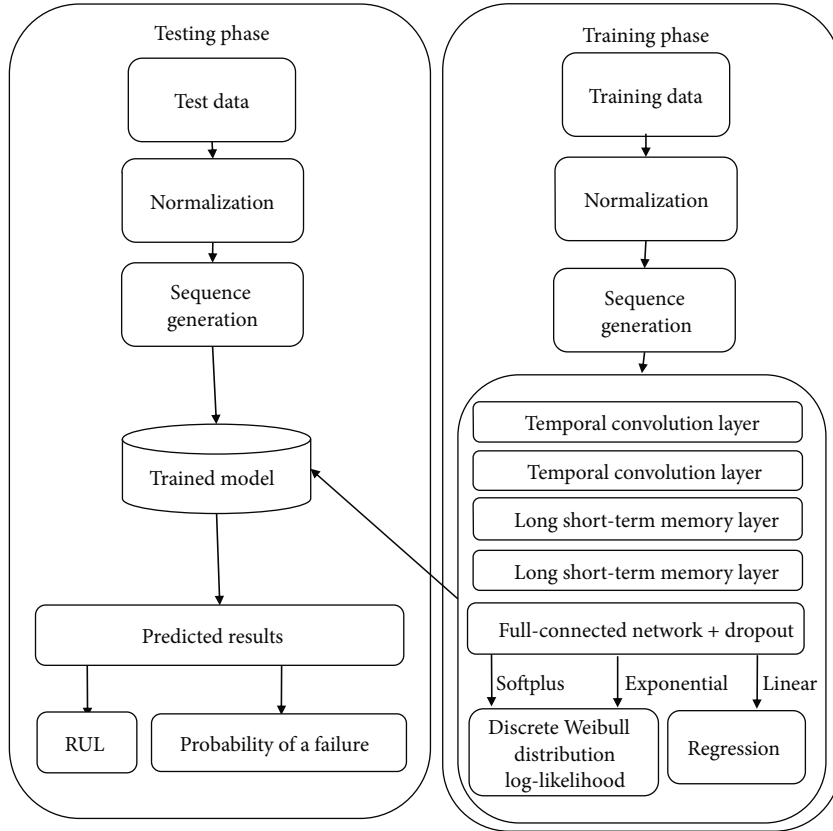 Testing phase
Test data
Normalization
Sequence
generation
Trained model
Predicted results
RUL
Probability of a failure
Training phase
Training data
Normalization
Sequence
generation
Temporal convolution layer
Temporal convolution layer
Long short-term memory layer
Long short-term memory layer
Full-connected network + dropout
Softplus
Exponential
Linear
Discrete Weibull
distribution
log-likelihood
Regression